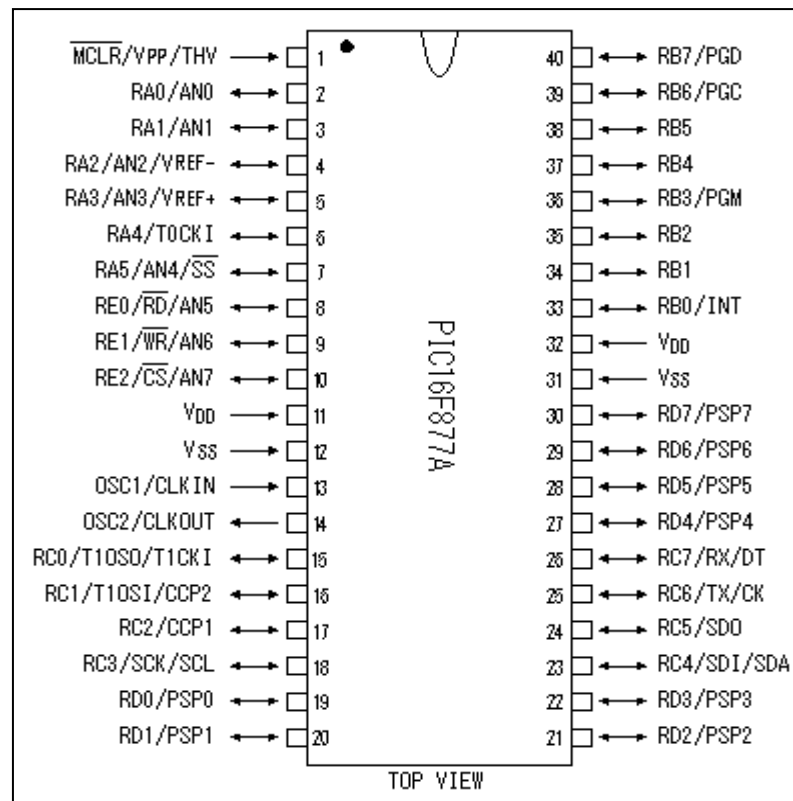 M̅C̅L̅R̅/VPP/THV 1 40 RB7/PGD
RA0/AN0 2 39 RB6/PGC
RA1/AN1 3 38 RB5
RA2/AN2/VREF- 4 37 RB4
RA3/AN3/VREF+ 5 36 RB3/PGM
RA4/T0CKI 6 35 RB2
RA5/AN4/S̅S̅ 7 34 RB1
RE0/R̅D̅/AN5 8 33 RB0/INT
RE1/W̅R̅/AN6 9 32 VDD
RE2/C̅S̅/AN7 10 31 VSS
VDD 11 30 RD7/PSP7
VSS 12 29 RD6/PSP6
OSC1/CLKIN 13 28 RD5/PSP5
OSC2/CLKOUT 14 27 RD4/PSP4
RC0/T1OSO/T1CKI 15 26 RC7/RX/DT
RC1/T1OSI/CCP2 16 25 RC6/TX/CK
RC2/CCP1 17 24 RC5/SDO
RC3/SCK/SCL 18 23 RC4/SDI/SDA
RD0/PSP0 19 22 RD3/PSP3
RD1/PSP1 20 21 RD2/PSP2
PIC16F877A
TOP VIEW